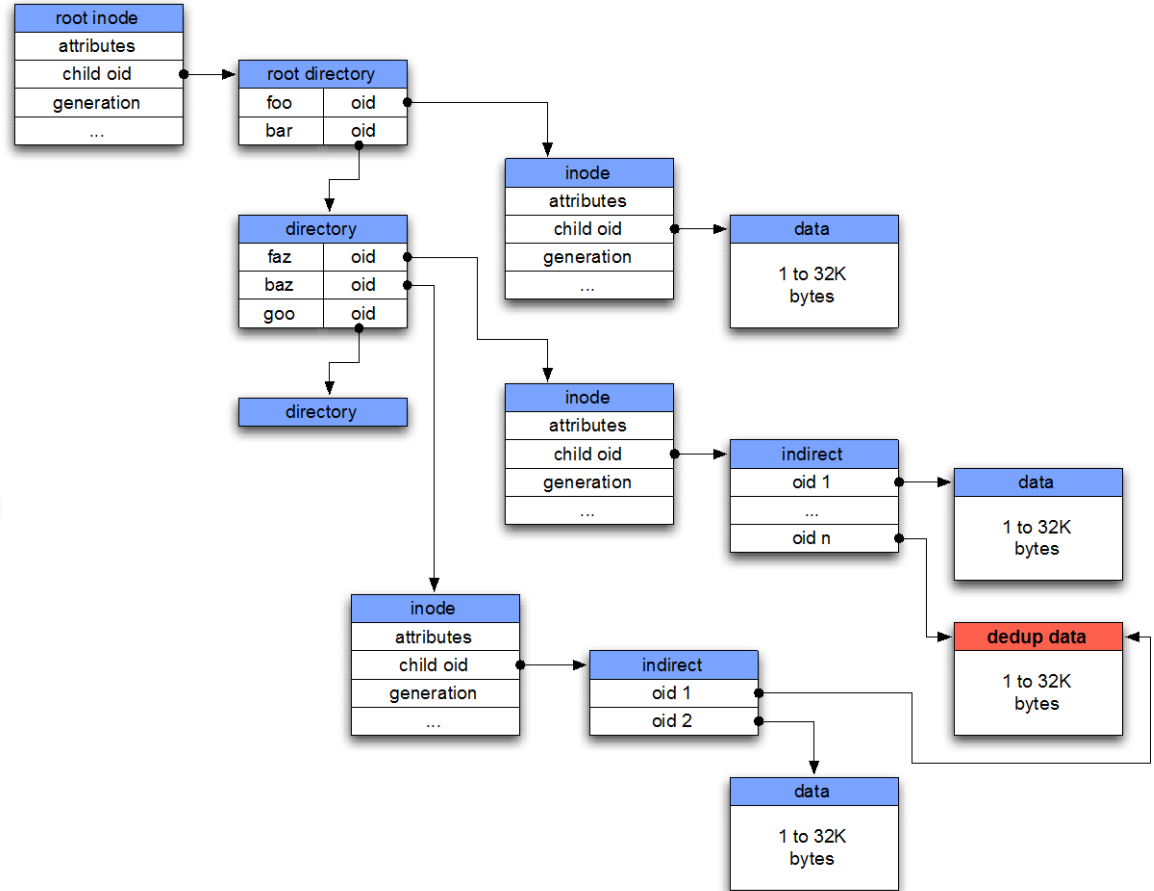 root inode
attributes
child oid
generation
...
root directory
foo oid
bar oid
inode
attributes
child oid
generation
...
data
1 to 32K
bytes
directory
faz oid
baz oid
goo oid
directory
inode
attributes
child oid
generation
...
indirect
oid 1
...
oid n
data
1 to 32K
bytes
dedup data
1 to 32K
bytes
inode
attributes
child oid
generation
...
indirect
oid 1
oid 2
data
1 to 32K
bytes